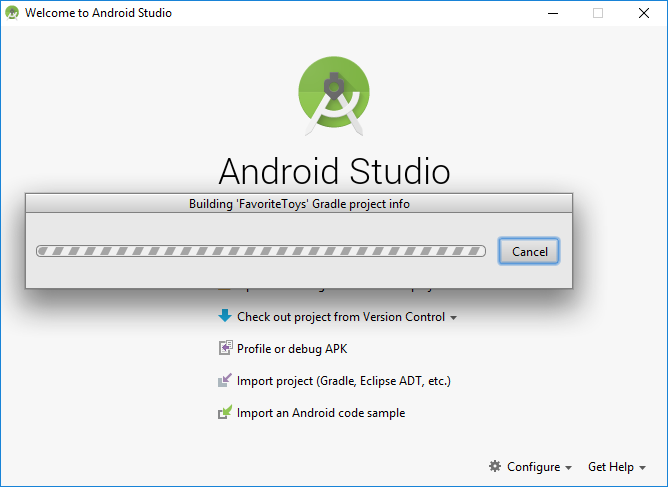 Welcome to Android Studio
Android Studio
Building 'FavoriteToys' Gradle project info
Cancel
Check out project from Version Control
Profile or debug APK
Import project (Gradle, Eclipse ADT, etc.)
Import an Android code sample
Configure
Get Help